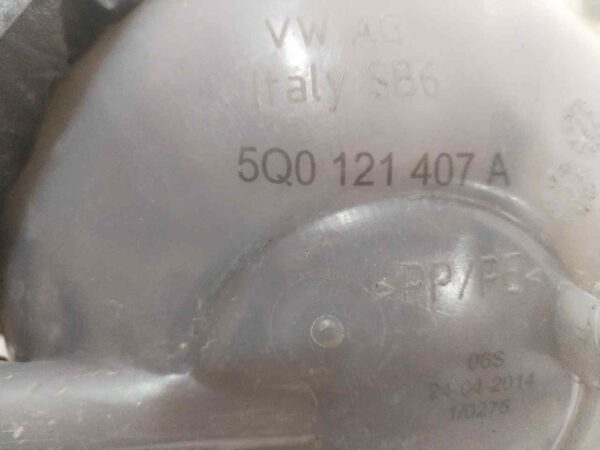 VW AG
Italy SB6
5Q0 121 407 A
>PP/PE<
06S
24-04-2014
1/0275